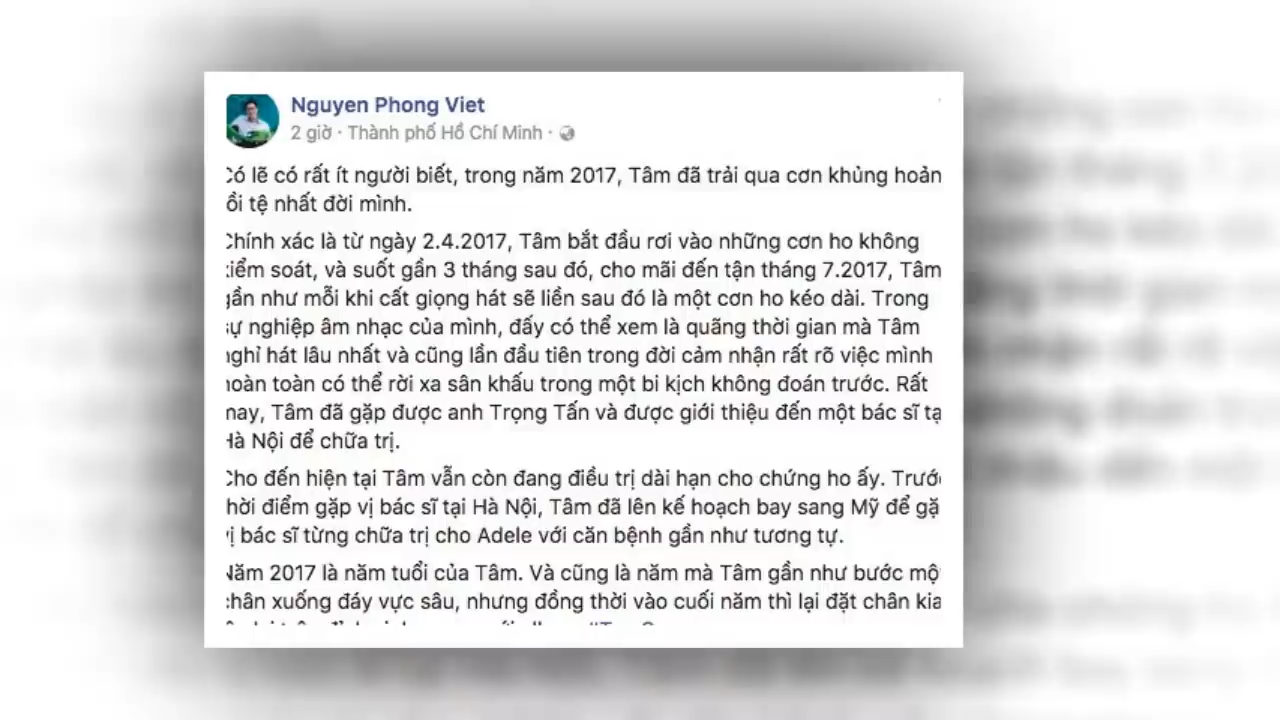 Nguyen Phong Viet
2 giờ · Thành phố Hồ Chí Minh ·
Có lẽ có rất ít người biết, trong năm 2017, Tâm đã trải qua cơn khủng hoản
tồi tệ nhất đời mình.
Chính xác là từ ngày 2.4.2017, Tâm bắt đầu rơi vào những cơn ho không
kiểm soát, và suốt gần 3 tháng sau đó, cho mãi đến tận tháng 7.2017, Tâm
gần như mỗi khi cất giọng hát sẽ liền sau đó là một cơn ho kéo dài. Trong
sự nghiệp âm nhạc của mình, đấy có thể xem là quãng thời gian mà Tâm
nghỉ hát lâu nhất và cũng lần đầu tiên trong đời cảm nhận rất rõ việc mình
hoàn toàn có thể rời xa sân khấu trong một bi kịch không đoán trước. Rất
may, Tâm đã gặp được anh Trọng Tấn và được giới thiệu đến một bác sĩ tạ
Hà Nội để chữa trị.
Cho đến hiện tại Tâm vẫn còn đang điều trị dài hạn cho chứng ho ấy. Trướ
thời điểm gặp vị bác sĩ tại Hà Nội, Tâm đã lên kế hoạch bay sang Mỹ để gặ
vị bác sĩ từng chữa trị cho Adele với căn bệnh gần như tương tự.
Năm 2017 là năm tuổi của Tâm. Và cũng là năm mà Tâm gần như bước mộ
chân xuống đáy vực sâu, nhưng đồng thời vào cuối năm thì lại đặt chân kia